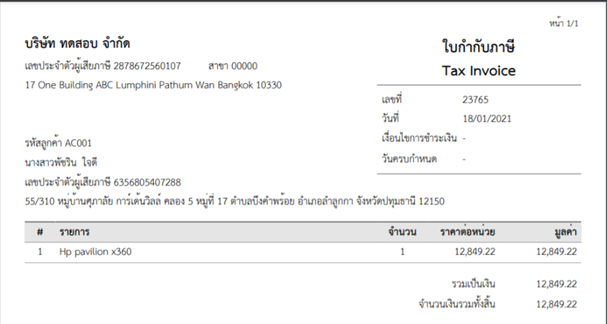 หน้า 1/1
บริษัท ทดสอบ จำกัด
ใบกำกับภาษี
เลขประจำตัวผู้เสียภาษี 2878672560107 สาขา 00000
Tax Invoice
17 One Building ABC Lumphini Pathum Wan Bangkok 10330
เลขที่ 23765
วันที่ 18/01/2021
เงื่อนไขการชำระเงิน -
วันครบกำหนด -
รหัสลูกค้า AC001
นางสาวพัชริน ใจดี
เลขประจำตัวผู้เสียภาษี 6356805407288
55/310 หมู่บ้านศุภาลัย การ์เด้นวิลล์ คลอง 5 หมู่ที่ 17 ตำบลบึงคำพร้อย อำเภอลำลูกกา จังหวัดปทุมธานี 12150
# รายการ จำนวน ราคาต่อหน่วย มูลค่า
1 Hp pavilion x360 1 12,849.22 12,849.22
รวมเป็นเงิน 12,849.22
จำนวนเงินรวมทั้งสิ้น 12,849.22